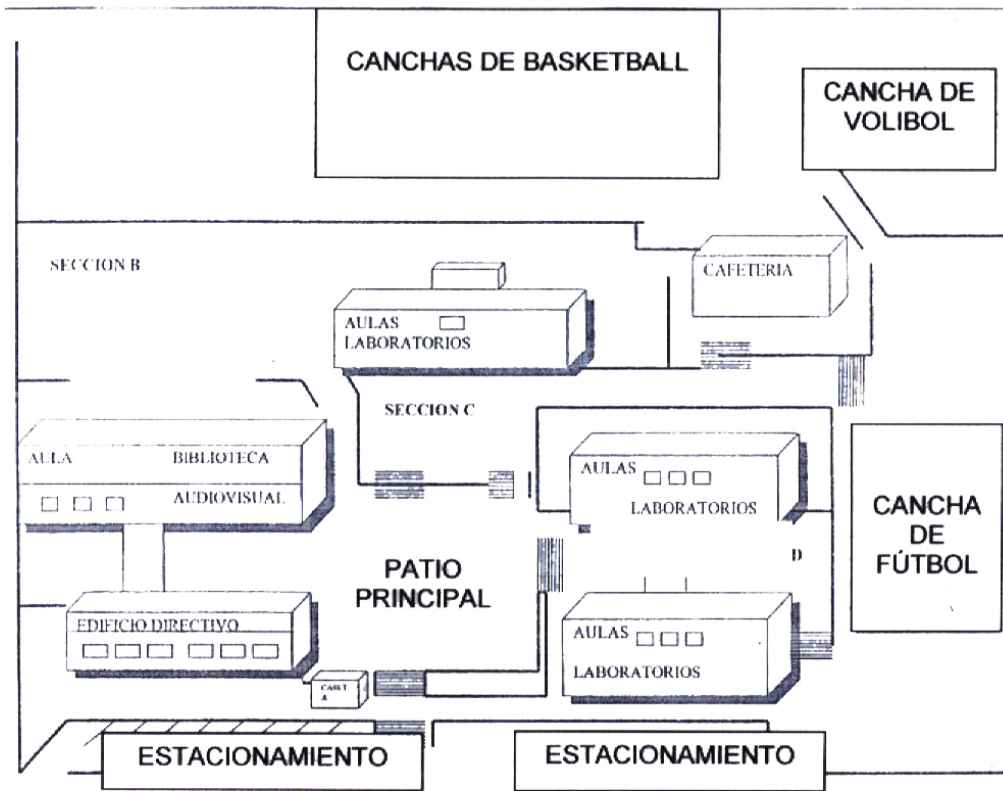 CANCHAS DE BASKETBALL
CANCHA DE
VOLIBOL
SECCION B
CAFETERIA
AULAS
LABORATORIOS
SECCION C
AULA
BIBLIOTECA
AUDIOVISUAL
AULAS
LABORATORIOS
CANCHA
DE
FÚTBOL
D
PATIO
PRINCIPAL
EDIFICIO DIRECTIVO
AULAS
LABORATORIOS
ESTACIONAMIENTO
ESTACIONAMIENTO